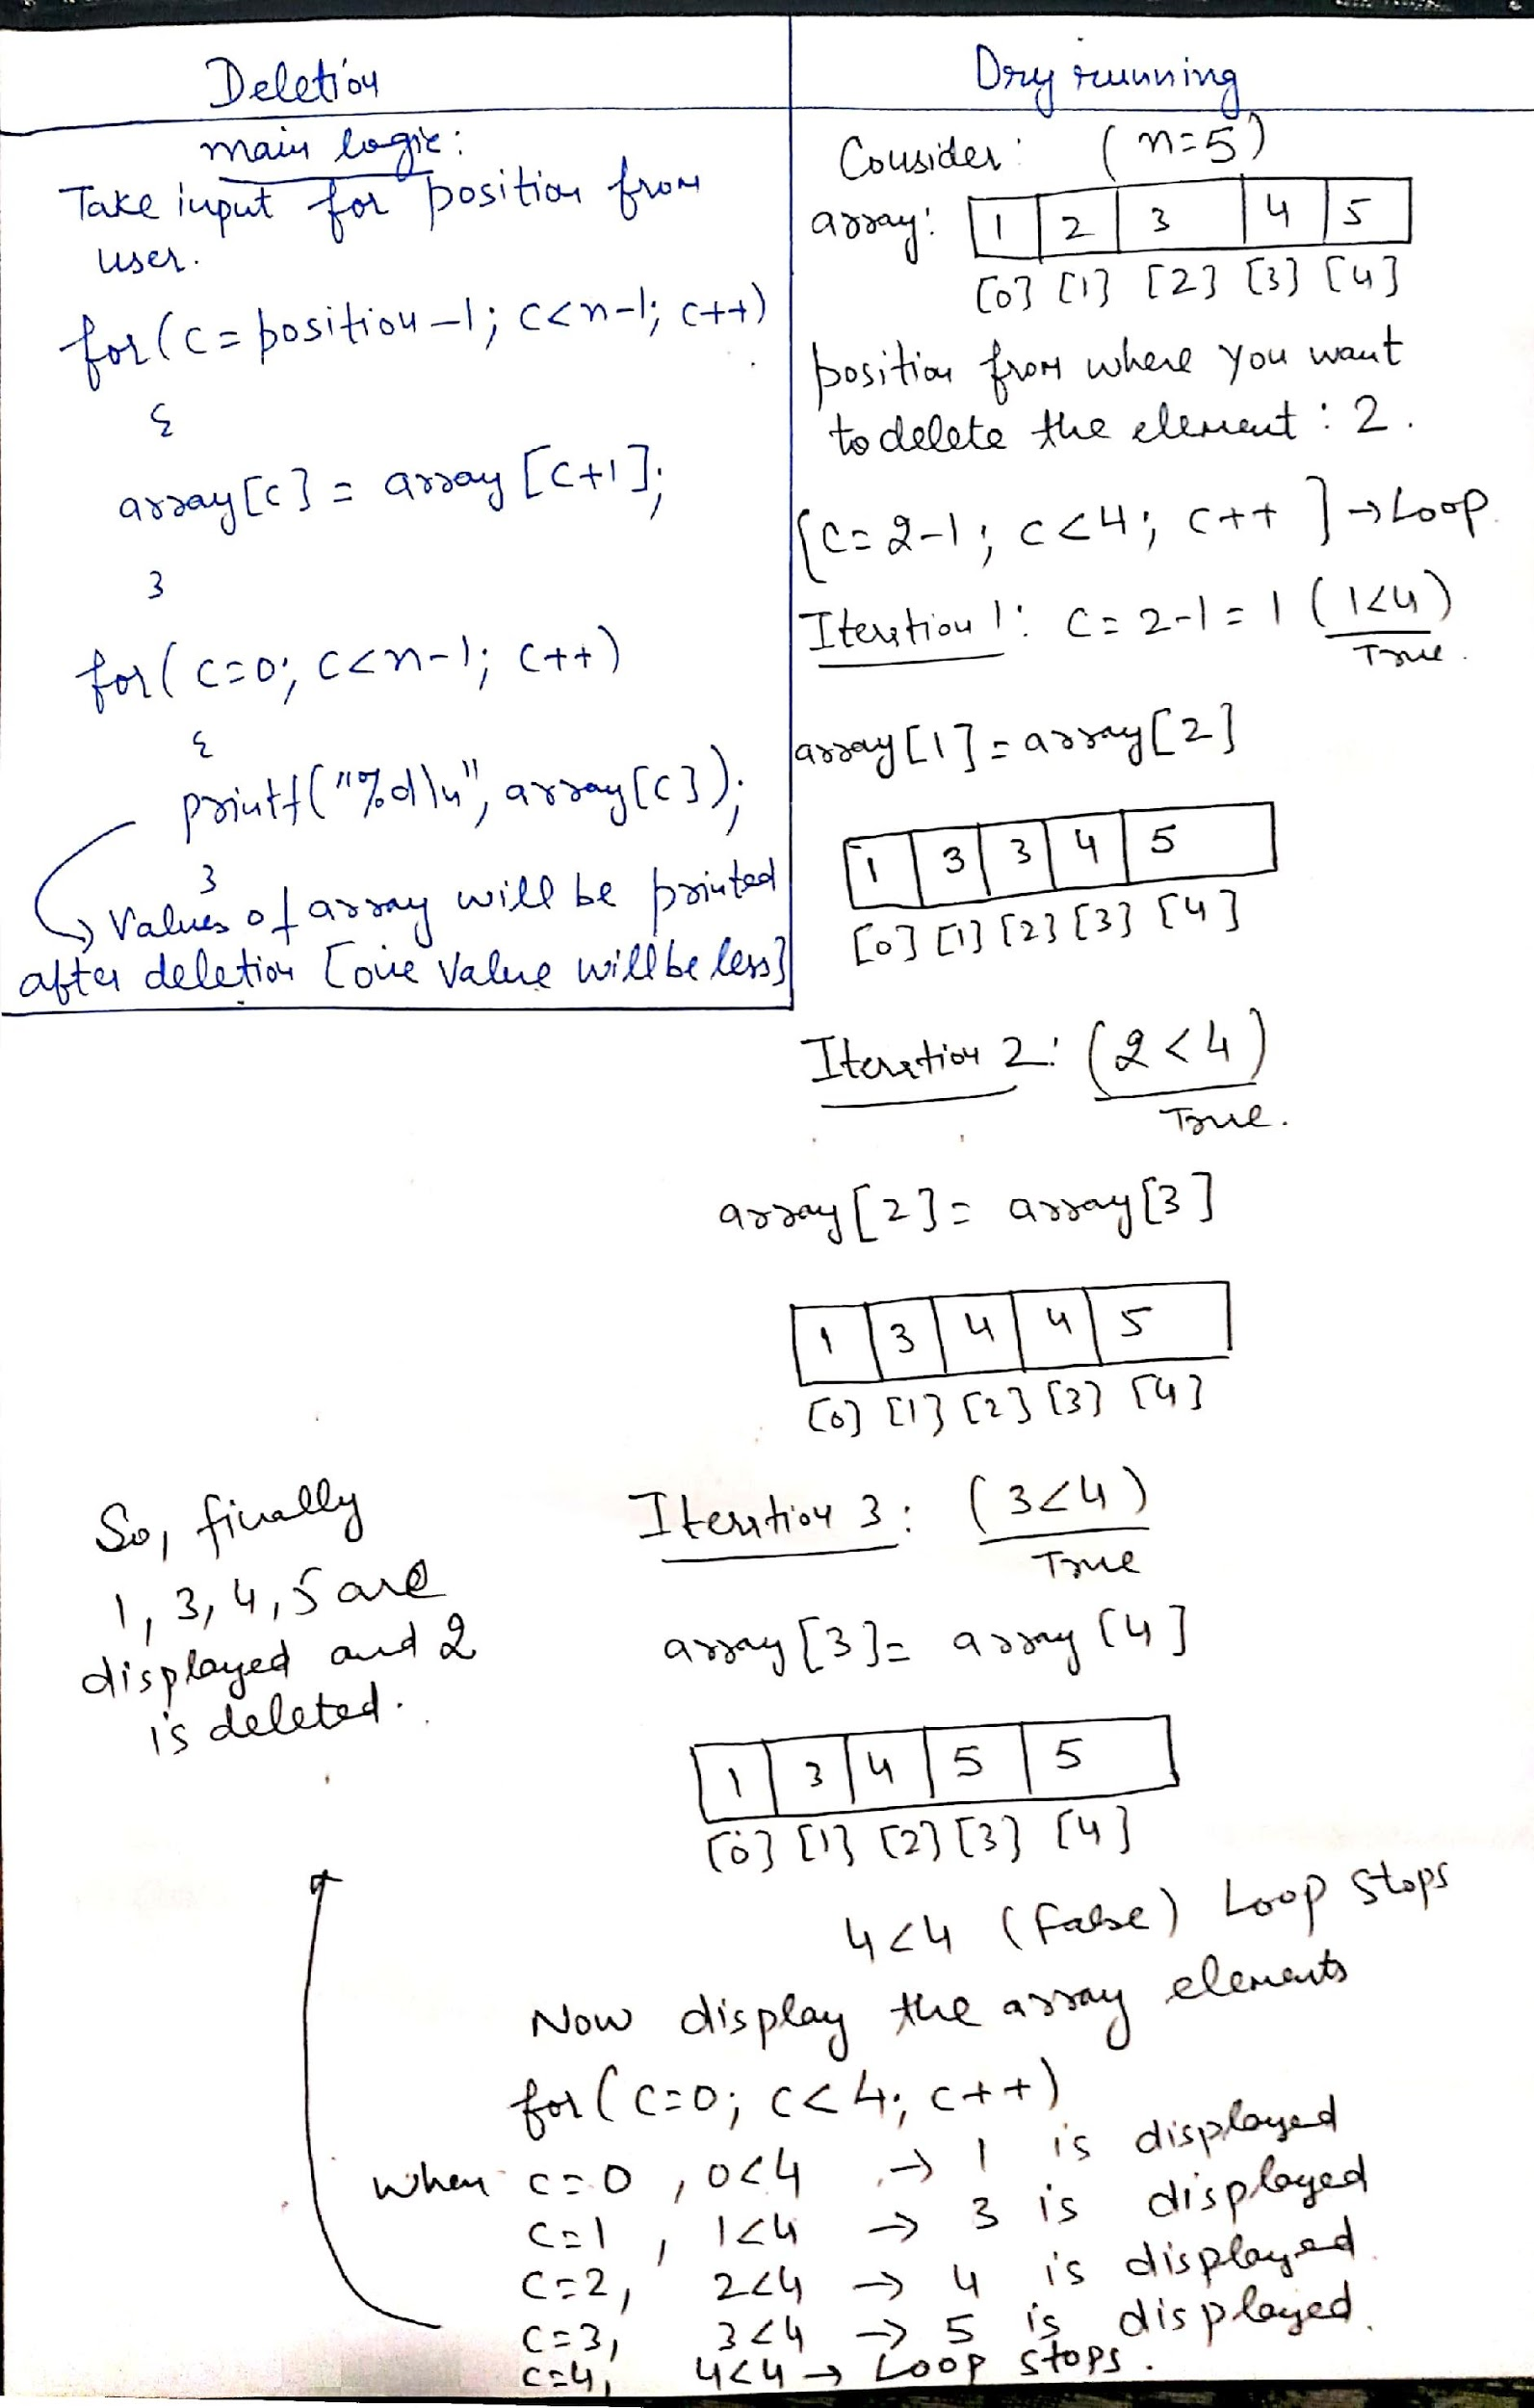 Deletion
main logic:
Take input for position from
user.
for(c=position-1; c<n-1; c++)
{
array[c] = array[c+1];
}
for(c=0; c<n-1; c++)
{
printf("%d\n", array[c]);
}
→ Values of array will be printed
after deletion [one value will be less]
Dry running
Consider: (n=5)
array: 1 2 3 4 5
[0] [1] [2] [3] [4]
position from where you want
to delete the element : 2.
[c=2-1; c<4; c++] → Loop.
Iteration 1: c=2-1=1 (1<4)
True.
array[1]=array[2]
1 3 3 4 5
[0] [1] [2] [3] [4]
Iteration 2: (2<4)
True.
array[2]= array[3]
1 3 4 4 5
[0] [1] [2] [3] [4]
Iteration 3: (3<4)
True
array[3]= array[4]
1 3 4 5 5
[0] [1] [2] [3] [4]
4<4 (false) Loop stops
Now display the array elements
for(c=0; c<4; c++)
when c=0, 0<4 → 1 is displayed
c=1, 1<4 → 3 is displayed
c=2, 2<4 → 4 is displayed.
c=3, 3<4 → 5 is displayed.
c=4, 4<4 → Loop stops.
So, finally
1, 3, 4, 5 are
displayed and 2
is deleted.